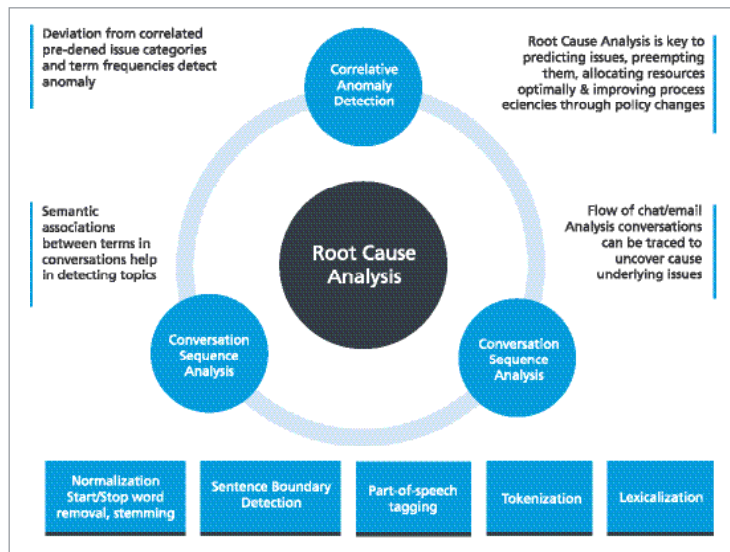 Deviation from correlated
pre-dened issue categories
and term frequencies detect
anomaly
Correlative
Anomaly
Detection
Root Cause Analysis is key to
predicting issues, preempting
them, allocating resources
optimally & improving process
eciencies through policy changes
Semantic
associations
between terms in
conversations help
in detecting topics
Root Cause
Analysis
Flow of chat/email
Analysis conversations
can be traced to
uncover cause
underlying issues
Conversation
Sequence
Analysis
Conversation
Sequence
Analysis
Normalization
Start/Stop word
removal, stemming
Sentence Boundary
Detection
Part-of-speech
tagging
Tokenization
Lexicalization